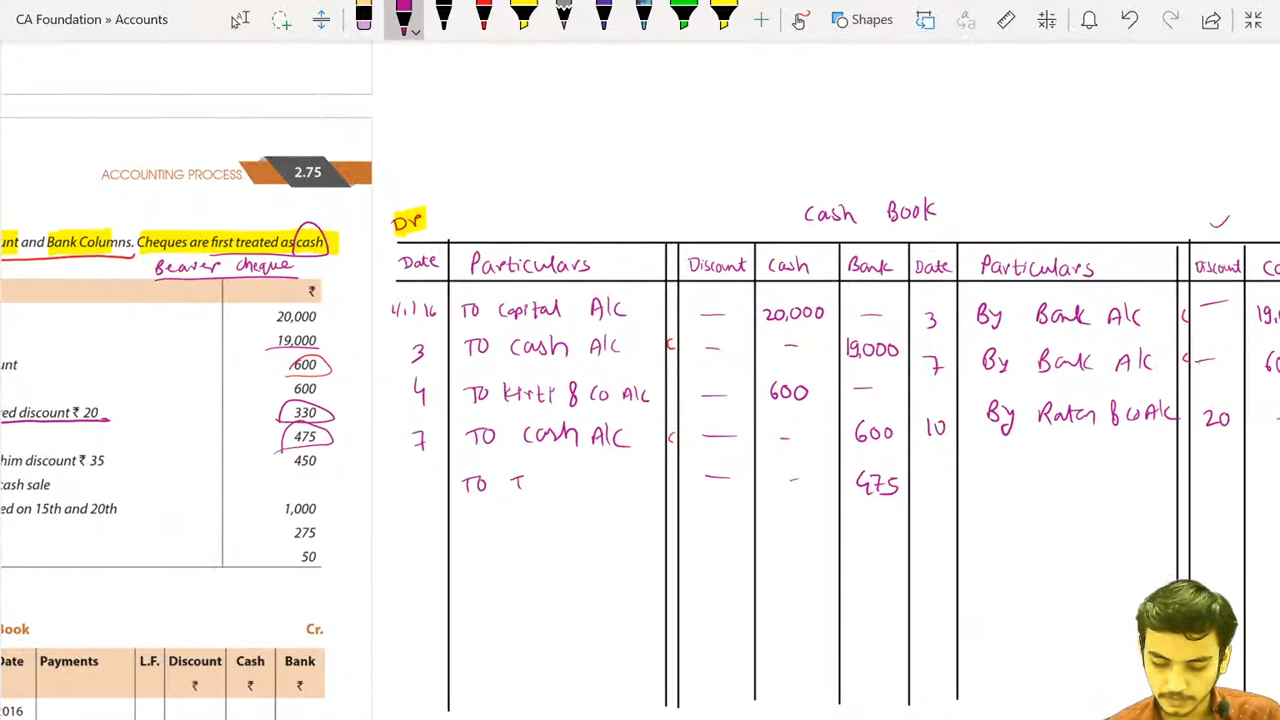 CA Foundation » Accounts
Shapes
ACCOUNTING PROCESS 2.75
unt and Bank Columns. Cheques are first treated as cash
Bearer cheque
₹
20,000
19,000
unt 600
600
ed discount ₹ 20 330
475
him discount ₹ 35 450
cash sale
ed on 15th and 20th 1,000
275
50
Book Cr.
Date Payments L.F. Discount Cash Bank
₹ ₹ ₹
2016
Cash Book
Dr
Date Particulars Discount Cash Bank Date Particulars Discount
4.1.16 To Capital A/C — 20,000 — 3 By Bank A/C C —
3 To Cash A/C C — - 19,000 7 By Bank A/C C —
4 To Kirti & Co A/C — 600 — 10 By Ratan & Co A/C 20
7 To Cash A/C C — - 600
To T — - 475